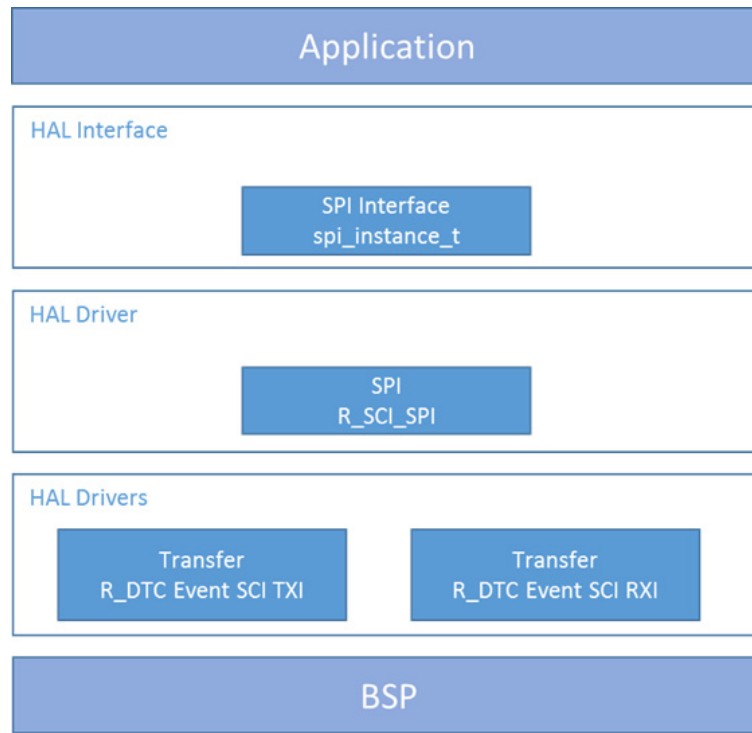 Application
HAL Interface
SPI Interface
spi_instance_t
HAL Driver
SPI
R_SCI_SPI
HAL Drivers
Transfer
R_DTC Event SCI TXI
Transfer
R_DTC Event SCI RXI
BSP